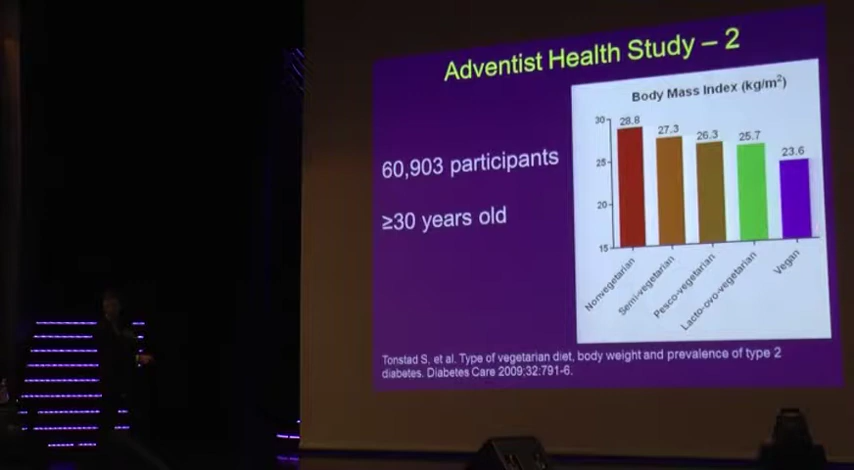 Adventist Health Study – 2
60,903 participants
≥30 years old
Body Mass Index (kg/m²)
30
25
20
15
28.8
27.3
26.3
25.7
23.6
Nonvegetarian
Semi-vegetarian
Pesco-vegetarian
Lacto-ovo-vegetarian
Vegan
Tonstad S, et al. Type of vegetarian diet, body weight and prevalence of type 2
diabetes. Diabetes Care 2009;32:791-6.